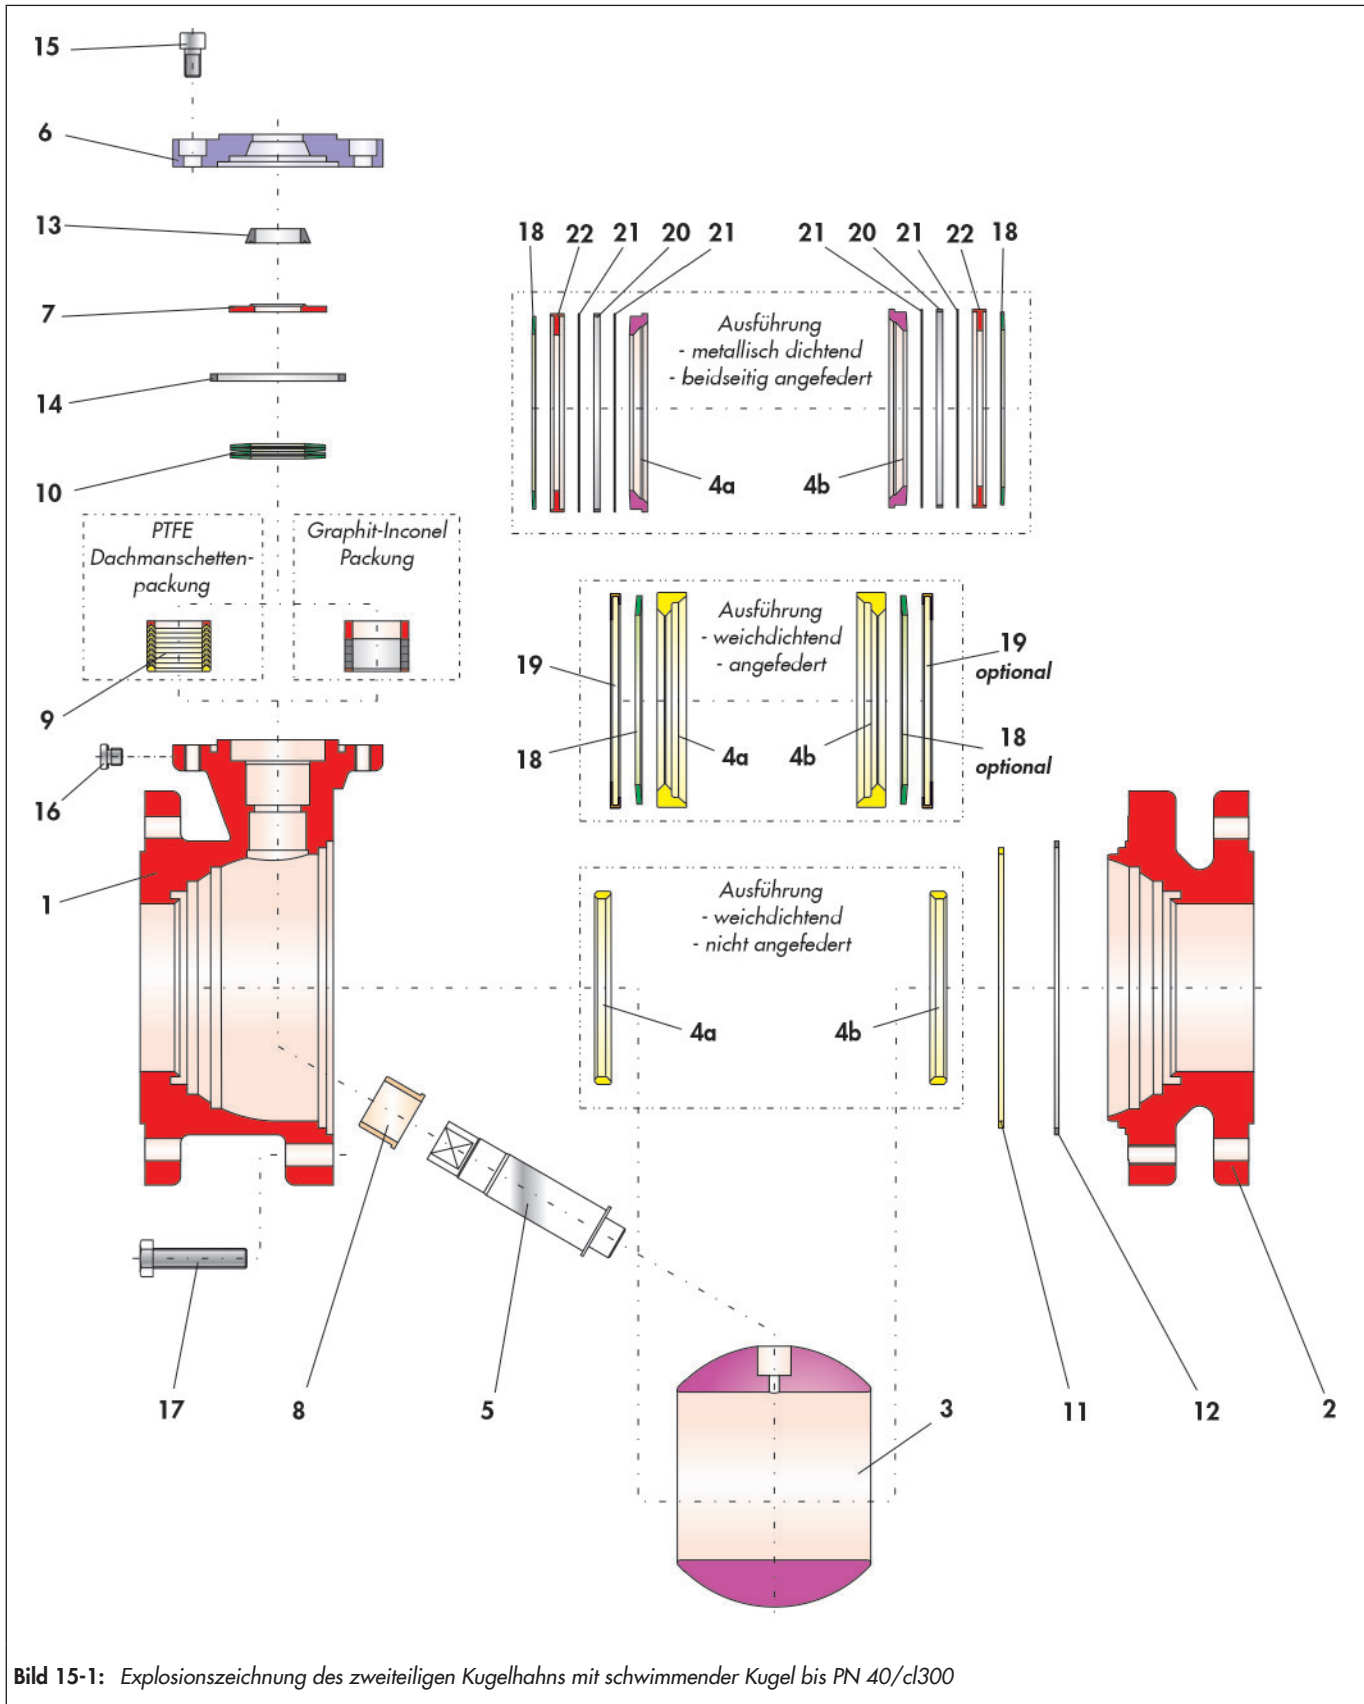 15
6
13
7
14
10
18 22 21 20 21
21 20 21 22 18
Ausführung
- metallisch dichtend
- beidseitig angefedert
4a 4b
PTFE
Dachmanschetten-
packung
Graphit-Inconel
Packung
9
16
1
Ausführung
- weichdichtend
- angefedert
19
18
4a 4b
19
optional
18
optional
Ausführung
- weichdichtend
- nicht angefedert
4a 4b
17 8 5 3 11 12 2
Bild 15-1: Explosionszeichnung des zweiteiligen Kugelhahns mit schwimmender Kugel bis PN 40/cl300